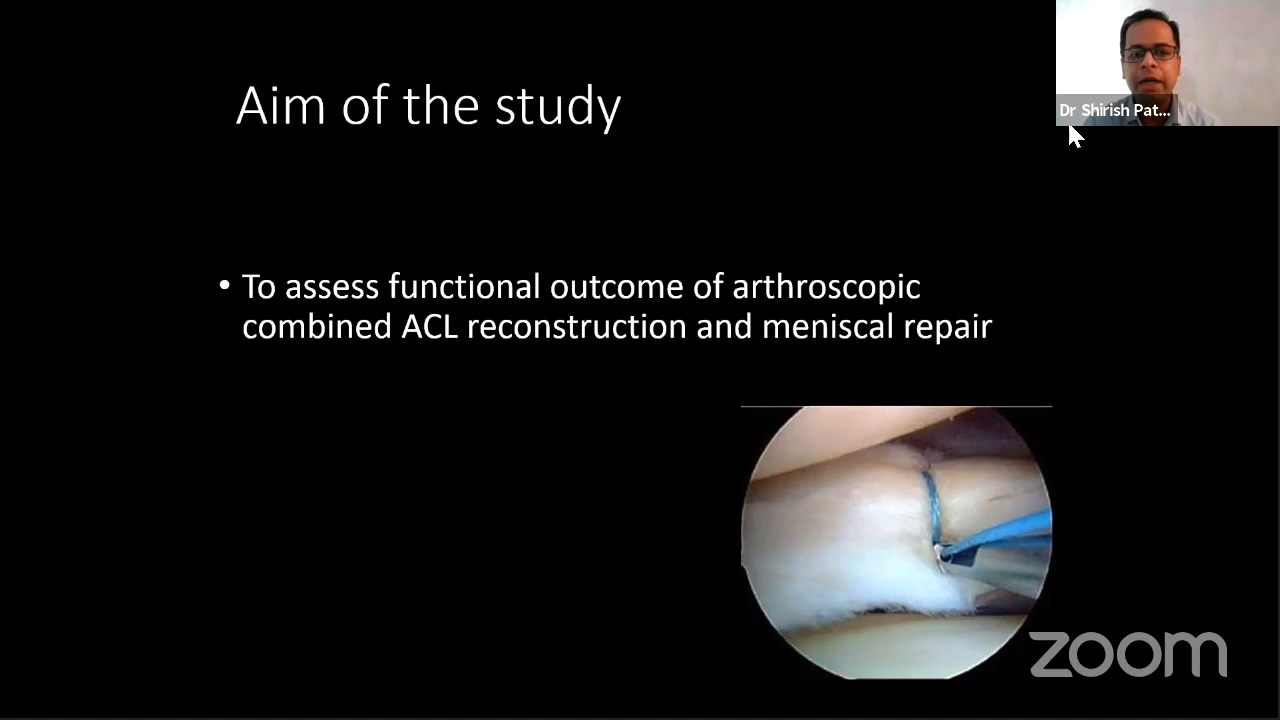 Aim of the study
Dr Shirish Pat...
• To assess functional outcome of arthroscopic
combined ACL reconstruction and meniscal repair
zoom